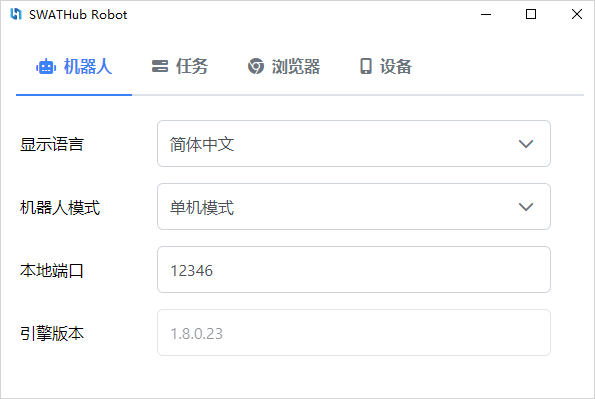 SWATHub Robot
机器人 任务 浏览器 设备
显示语言 简体中文
机器人模式 单机模式
本地端口 12346
引擎版本 1.8.0.23